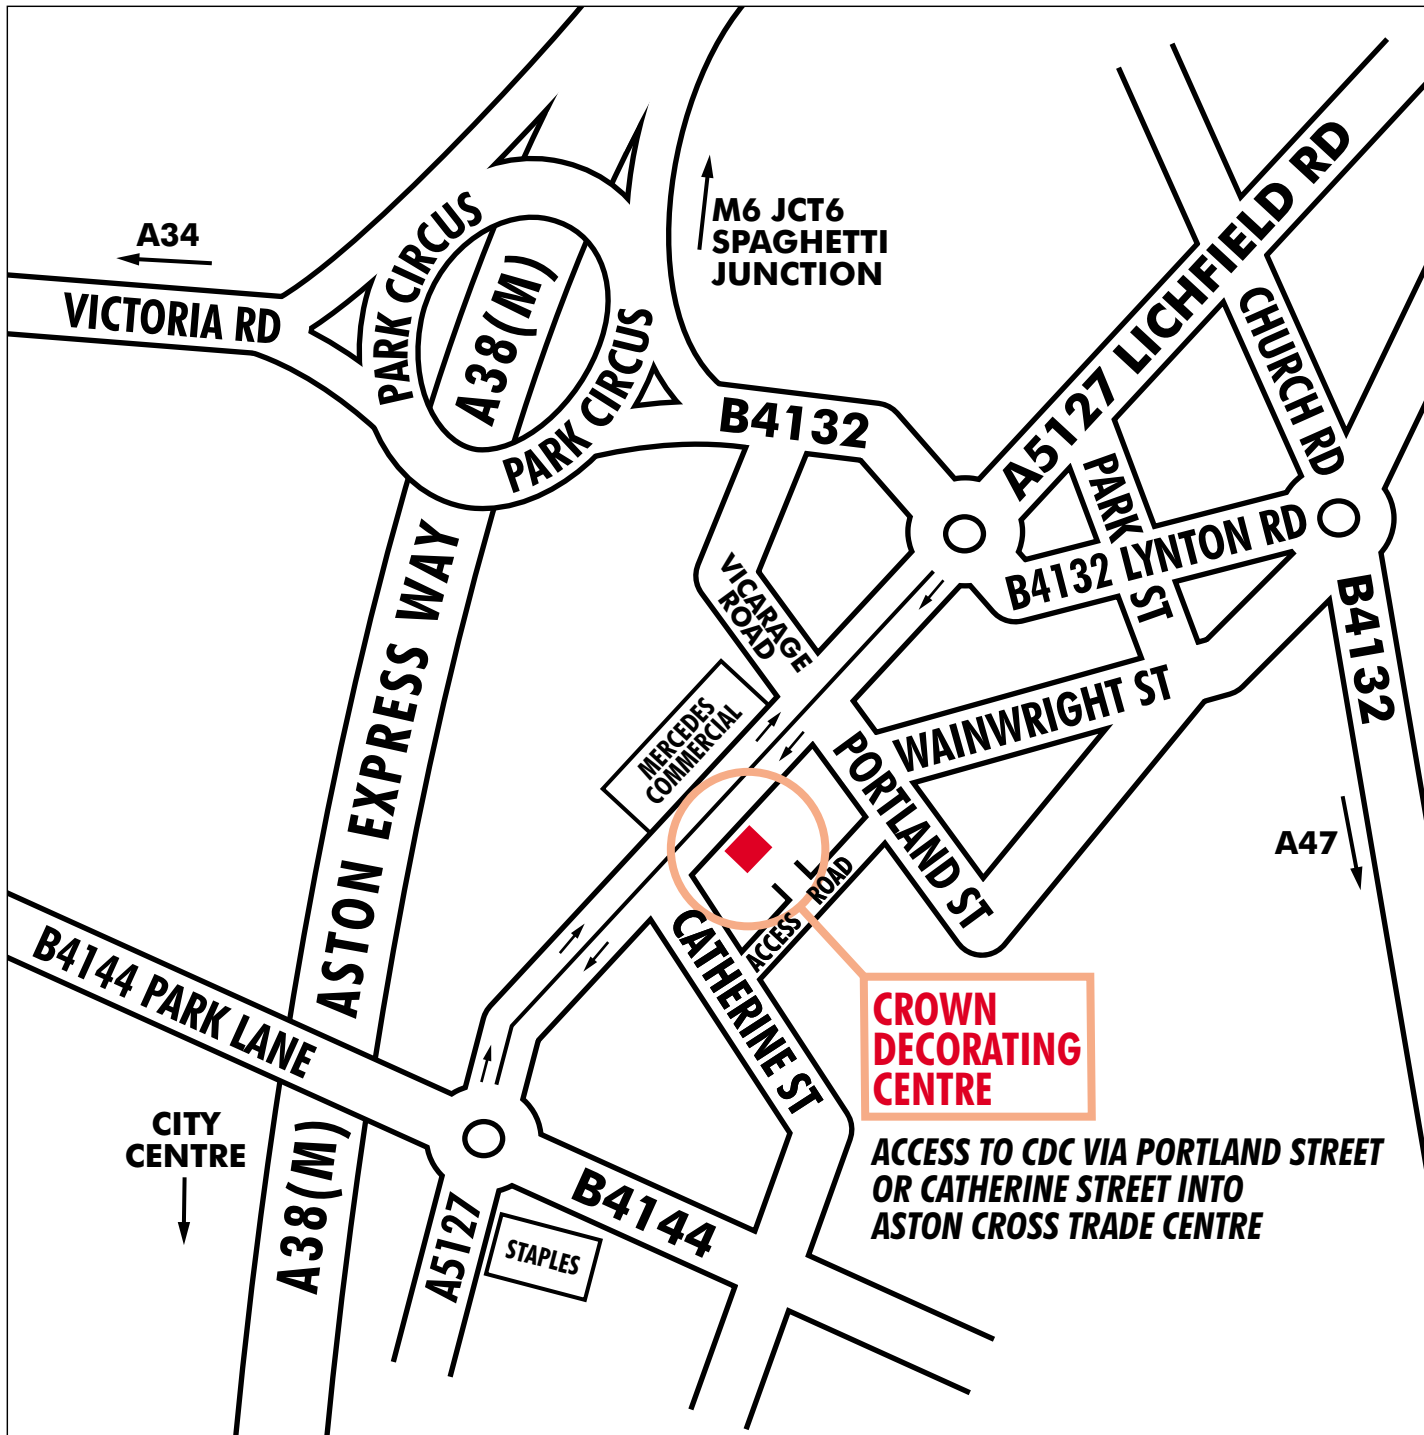 A34
VICTORIA RD
PARK CIRCUS
A38(M)
PARK CIRCUS
M6 JCT6
SPAGHETTI
JUNCTION
B4132
A5127 LICHFIELD RD
CHURCH RD
PARK ST
B4132 LYNTON RD
B4132
A47
VICARAGE
ROAD
MERCEDES
COMMERCIAL
WAINWRIGHT ST
PORTLAND ST
ACCESS ROAD
CATHERINE ST
ASTON EXPRESS WAY
B4144 PARK LANE
CITY
CENTRE
A38(M)
A5127
STAPLES
B4144
CROWN
DECORATING
CENTRE
ACCESS TO CDC VIA PORTLAND STREET
OR CATHERINE STREET INTO
ASTON CROSS TRADE CENTRE